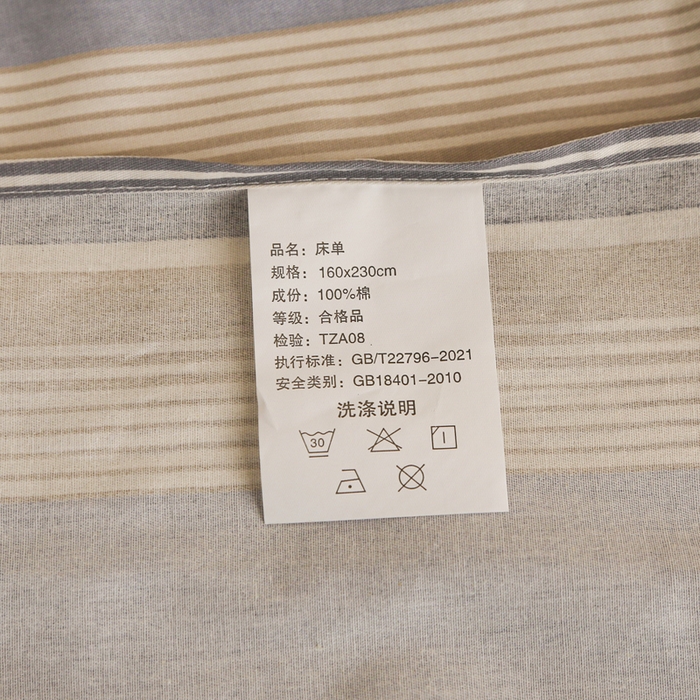 品名：床单
规格：160x230cm
成份：100%棉
等级：合格品
检验：TZA08
执行标准：GB/T22796-2021
安全类别：GB18401-2010
洗涤说明
30